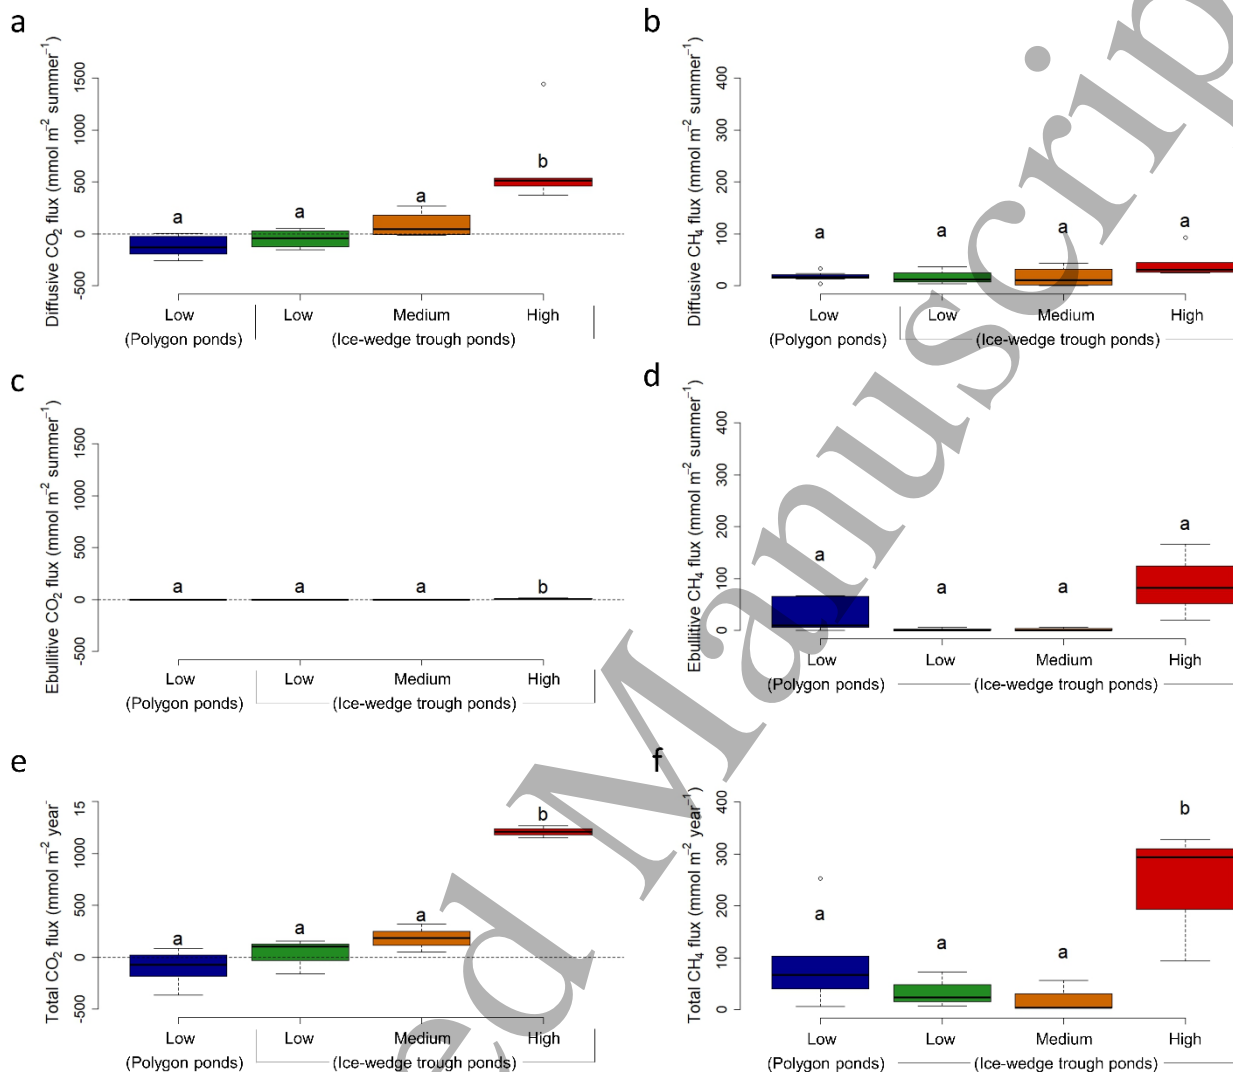 a
Diffusive CO₂ flux (mmol m⁻² summer⁻¹)
1500
1000
500
0
-500
a
a
a
b
Low
Low
Medium
High
(Polygon ponds)
(Ice-wedge trough ponds)
b
Diffusive CH₄ flux (mmol m⁻² summer⁻¹)
400
300
200
100
0
a
a
a
a
Low
Low
Medium
High
(Polygon ponds)
(Ice-wedge trough ponds)
c
Ebullitive CO₂ flux (mmol m⁻² summer⁻¹)
1500
1000
500
0
-500
a
a
a
b
Low
Low
Medium
High
(Polygon ponds)
(Ice-wedge trough ponds)
d
Ebullitive CH₄ flux (mmol m⁻² summer⁻¹)
400
300
200
100
0
a
a
a
a
Low
Low
Medium
High
(Polygon ponds)
(Ice-wedge trough ponds)
e
Total CO₂ flux (mmol m⁻² year⁻
15
1000
500
0
-500
a
a
a
b
Low
Low
Medium
High
(Polygon ponds)
(Ice-wedge trough ponds)
f
Total CH₄ flux (mmol m⁻² year⁻¹)
400
300
200
100
0
a
a
a
b
Low
Low
Medium
High
(Polygon ponds)
(Ice-wedge trough ponds)
ed Manuscrip